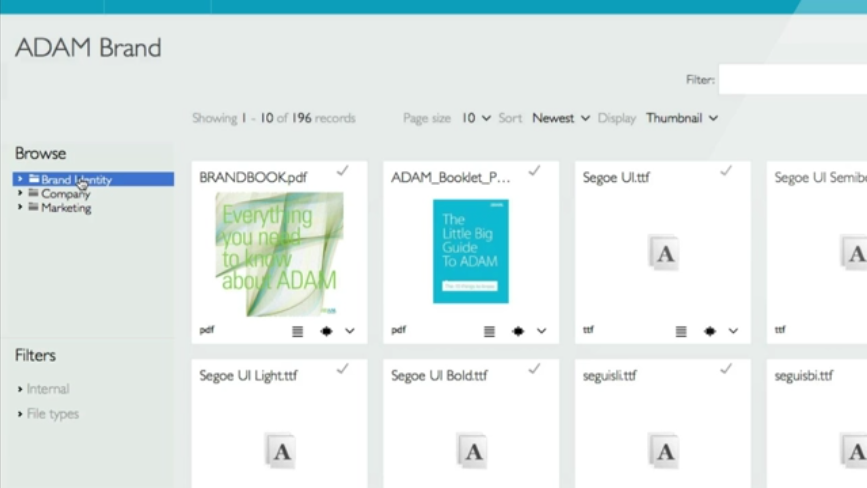 ADAM Brand
Filter:
Showing 1 - 10 of 196 records
Page size 10 Sort Newest Display Thumbnail
Browse
Brand Identity
Company
Marketing
BRANDBOOK.pdf
Everything
you need
to know
about ADAM
pdf
ADAM_Booklet_P...
The
Little Big
Guide
To ADAM
pdf
Segoe UI.ttf
A
ttf
Segoe UI Semib
A
ttf
Filters
Internal
File types
Segoe UI Light.ttf
A
Segoe UI Bold.ttf
A
seguisli.ttf
A
seguisbi.ttf
A